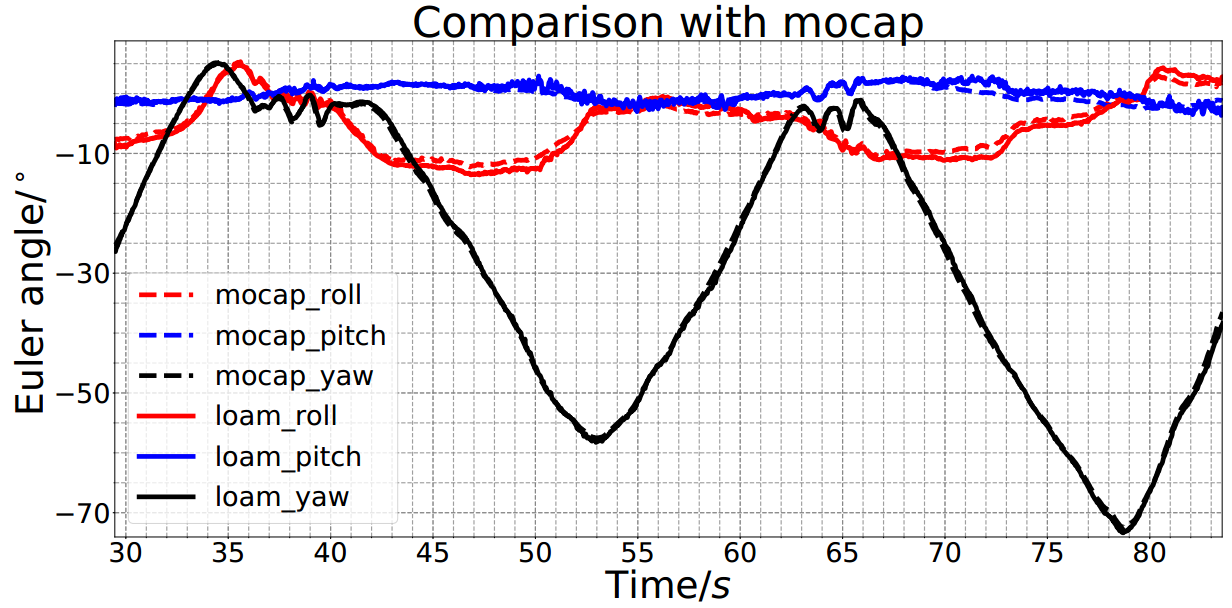 Comparison with mocap
Euler angle/°
−10
−30
−50
−70
mocap_roll
mocap_pitch
mocap_yaw
loam_roll
loam_pitch
loam_yaw
30 35 40 45 50 55 60 65 70 75 80
Time/s